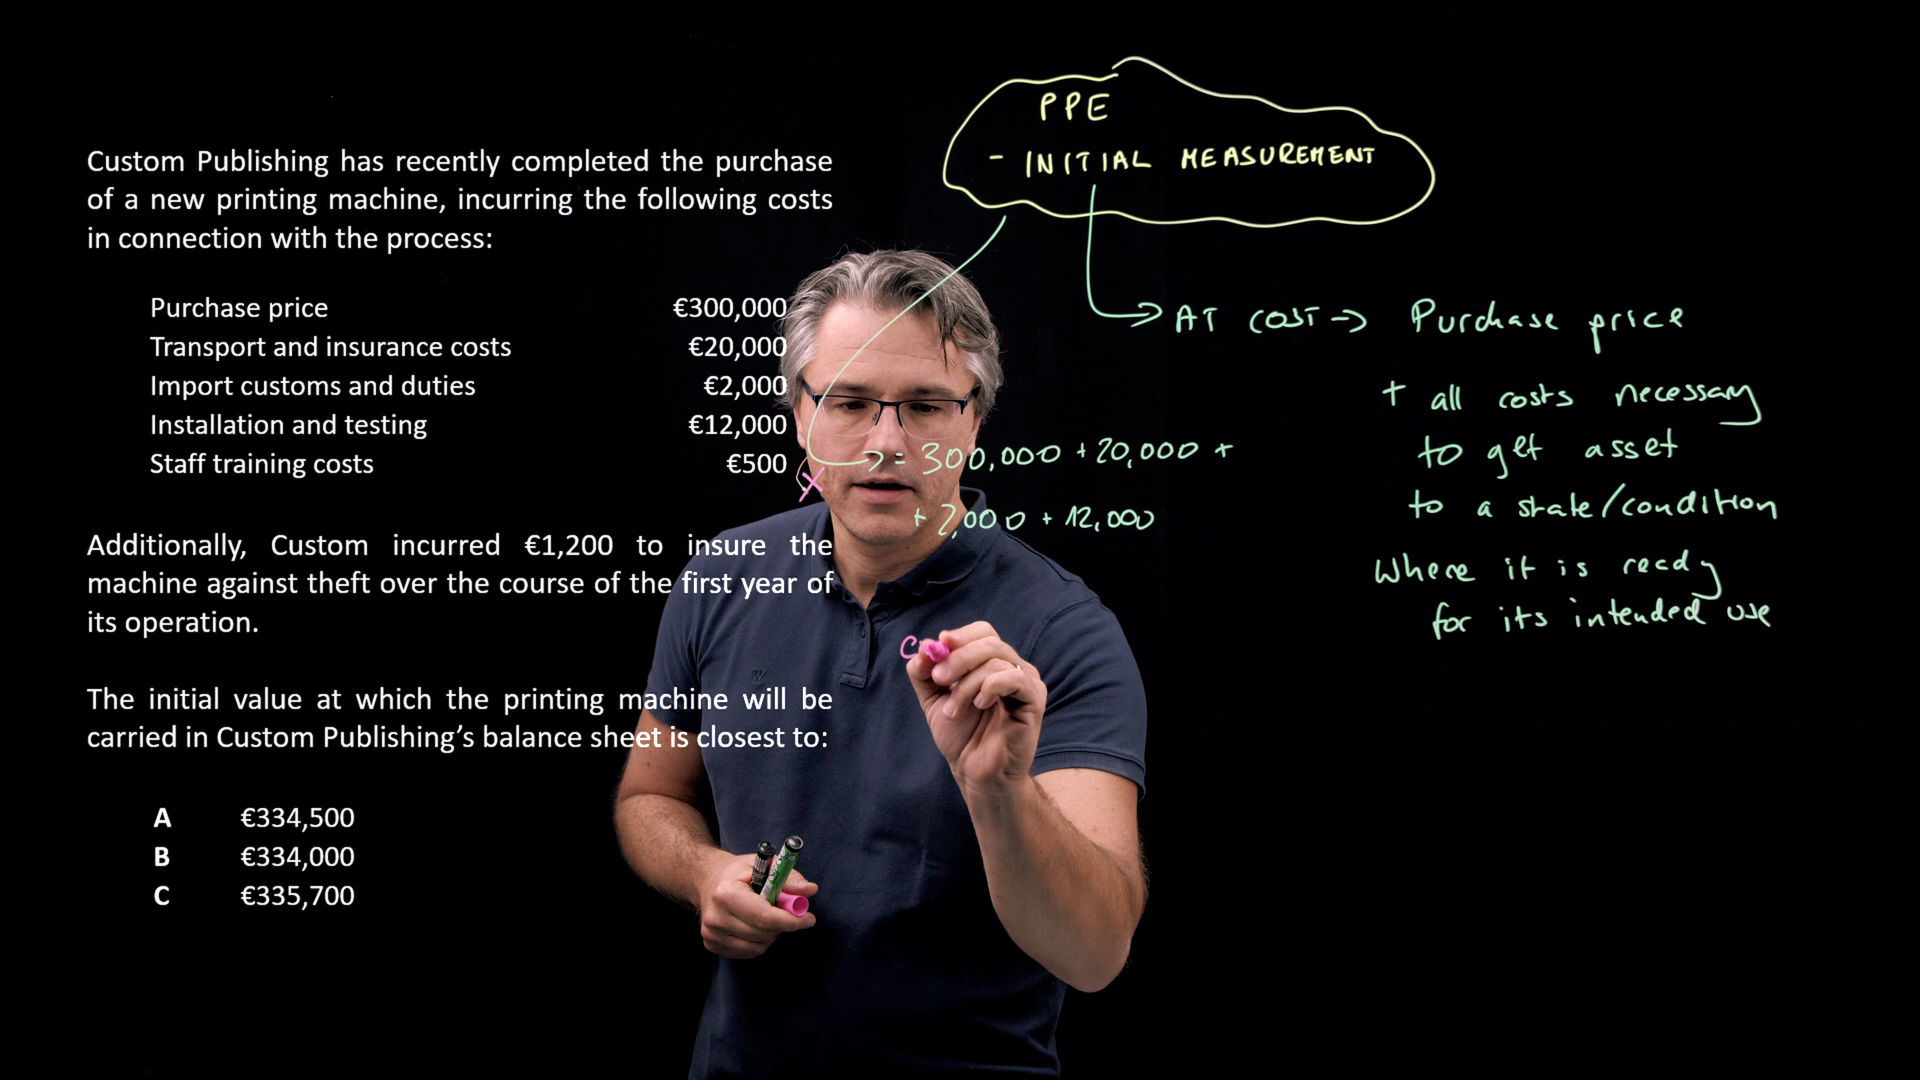 Custom Publishing has recently completed the purchase
of a new printing machine, incurring the following costs
in connection with the process:
Purchase price €300,000
Transport and insurance costs €20,000
Import customs and duties €2,000
Installation and testing €12,000
Staff training costs €500
Additionally, Custom incurred €1,200 to insure the
machine against theft over the course of the first year of
its operation.
The initial value at which the printing machine will be
carried in Custom Publishing’s balance sheet is closest to:
A €334,500
B €334,000
C €335,700
PPE
- INITIAL MEASUREMENT
AT COST → Purchase price
+ all costs necessary
to get asset
to a state/condition
Where it is ready
for its intended use
= 300,000 + 20,000 +
+ 2,000 + 12,000